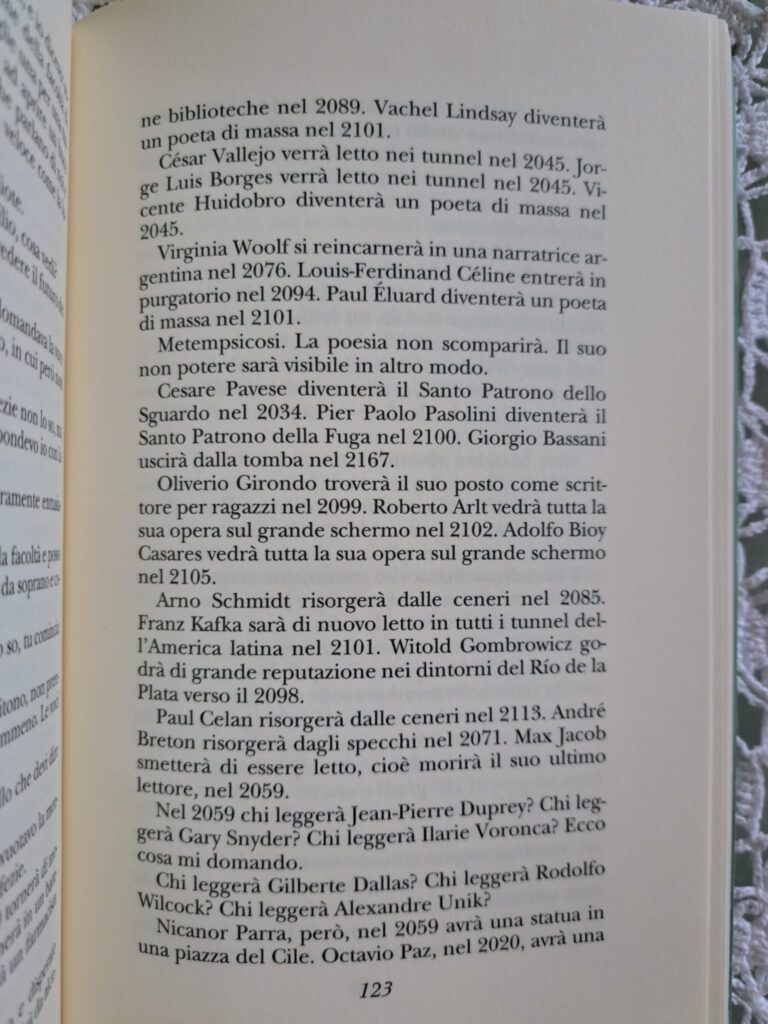 ne biblioteche nel 2089. Vachel Lindsay diventerà
un poeta di massa nel 2101.
César Vallejo verrà letto nei tunnel nel 2045. Jor-
ge Luis Borges verrà letto nei tunnel nel 2045. Vi-
cente Huidobro diventerà un poeta di massa nel
2045.
Virginia Woolf si reincarnerà in una narratrice ar-
gentina nel 2076. Louis-Ferdinand Céline entrerà in
purgatorio nel 2094. Paul Éluard diventerà un poeta
di massa nel 2101.
Metempsicosi. La poesia non scomparirà. Il suo
non potere sarà visibile in altro modo.
Cesare Pavese diventerà il Santo Patrono dello
Sguardo nel 2034. Pier Paolo Pasolini diventerà il
Santo Patrono della Fuga nel 2100. Giorgio Bassani
uscirà dalla tomba nel 2167.
Oliverio Girondo troverà il suo posto come scrit-
tore per ragazzi nel 2099. Roberto Arlt vedrà tutta la
sua opera sul grande schermo nel 2102. Adolfo Bioy
Casares vedrà tutta la sua opera sul grande schermo
nel 2105.
Arno Schmidt risorgerà dalle ceneri nel 2085.
Franz Kafka sarà di nuovo letto in tutti i tunnel del-
l'America latina nel 2101. Witold Gombrowicz go-
drà di grande reputazione nei dintorni del Río de la
Plata verso il 2098.
Paul Celan risorgerà dalle ceneri nel 2113. André
Breton risorgerà dagli specchi nel 2071. Max Jacob
smetterà di essere letto, cioè morirà il suo ultimo
lettore, nel 2059.
Nel 2059 chi leggerà Jean-Pierre Duprey? Chi leg-
gerà Gary Snyder? Chi leggerà Ilarie Voronca? Ecco
cosa mi domando.
Chi leggerà Gilberte Dallas? Chi leggerà Rodolfo
Wilcock? Chi leggerà Alexandre Unik?
Nicanor Parra, però, nel 2059 avrà una statua in
una piazza del Cile. Octavio Paz, nel 2020, avrà una
123